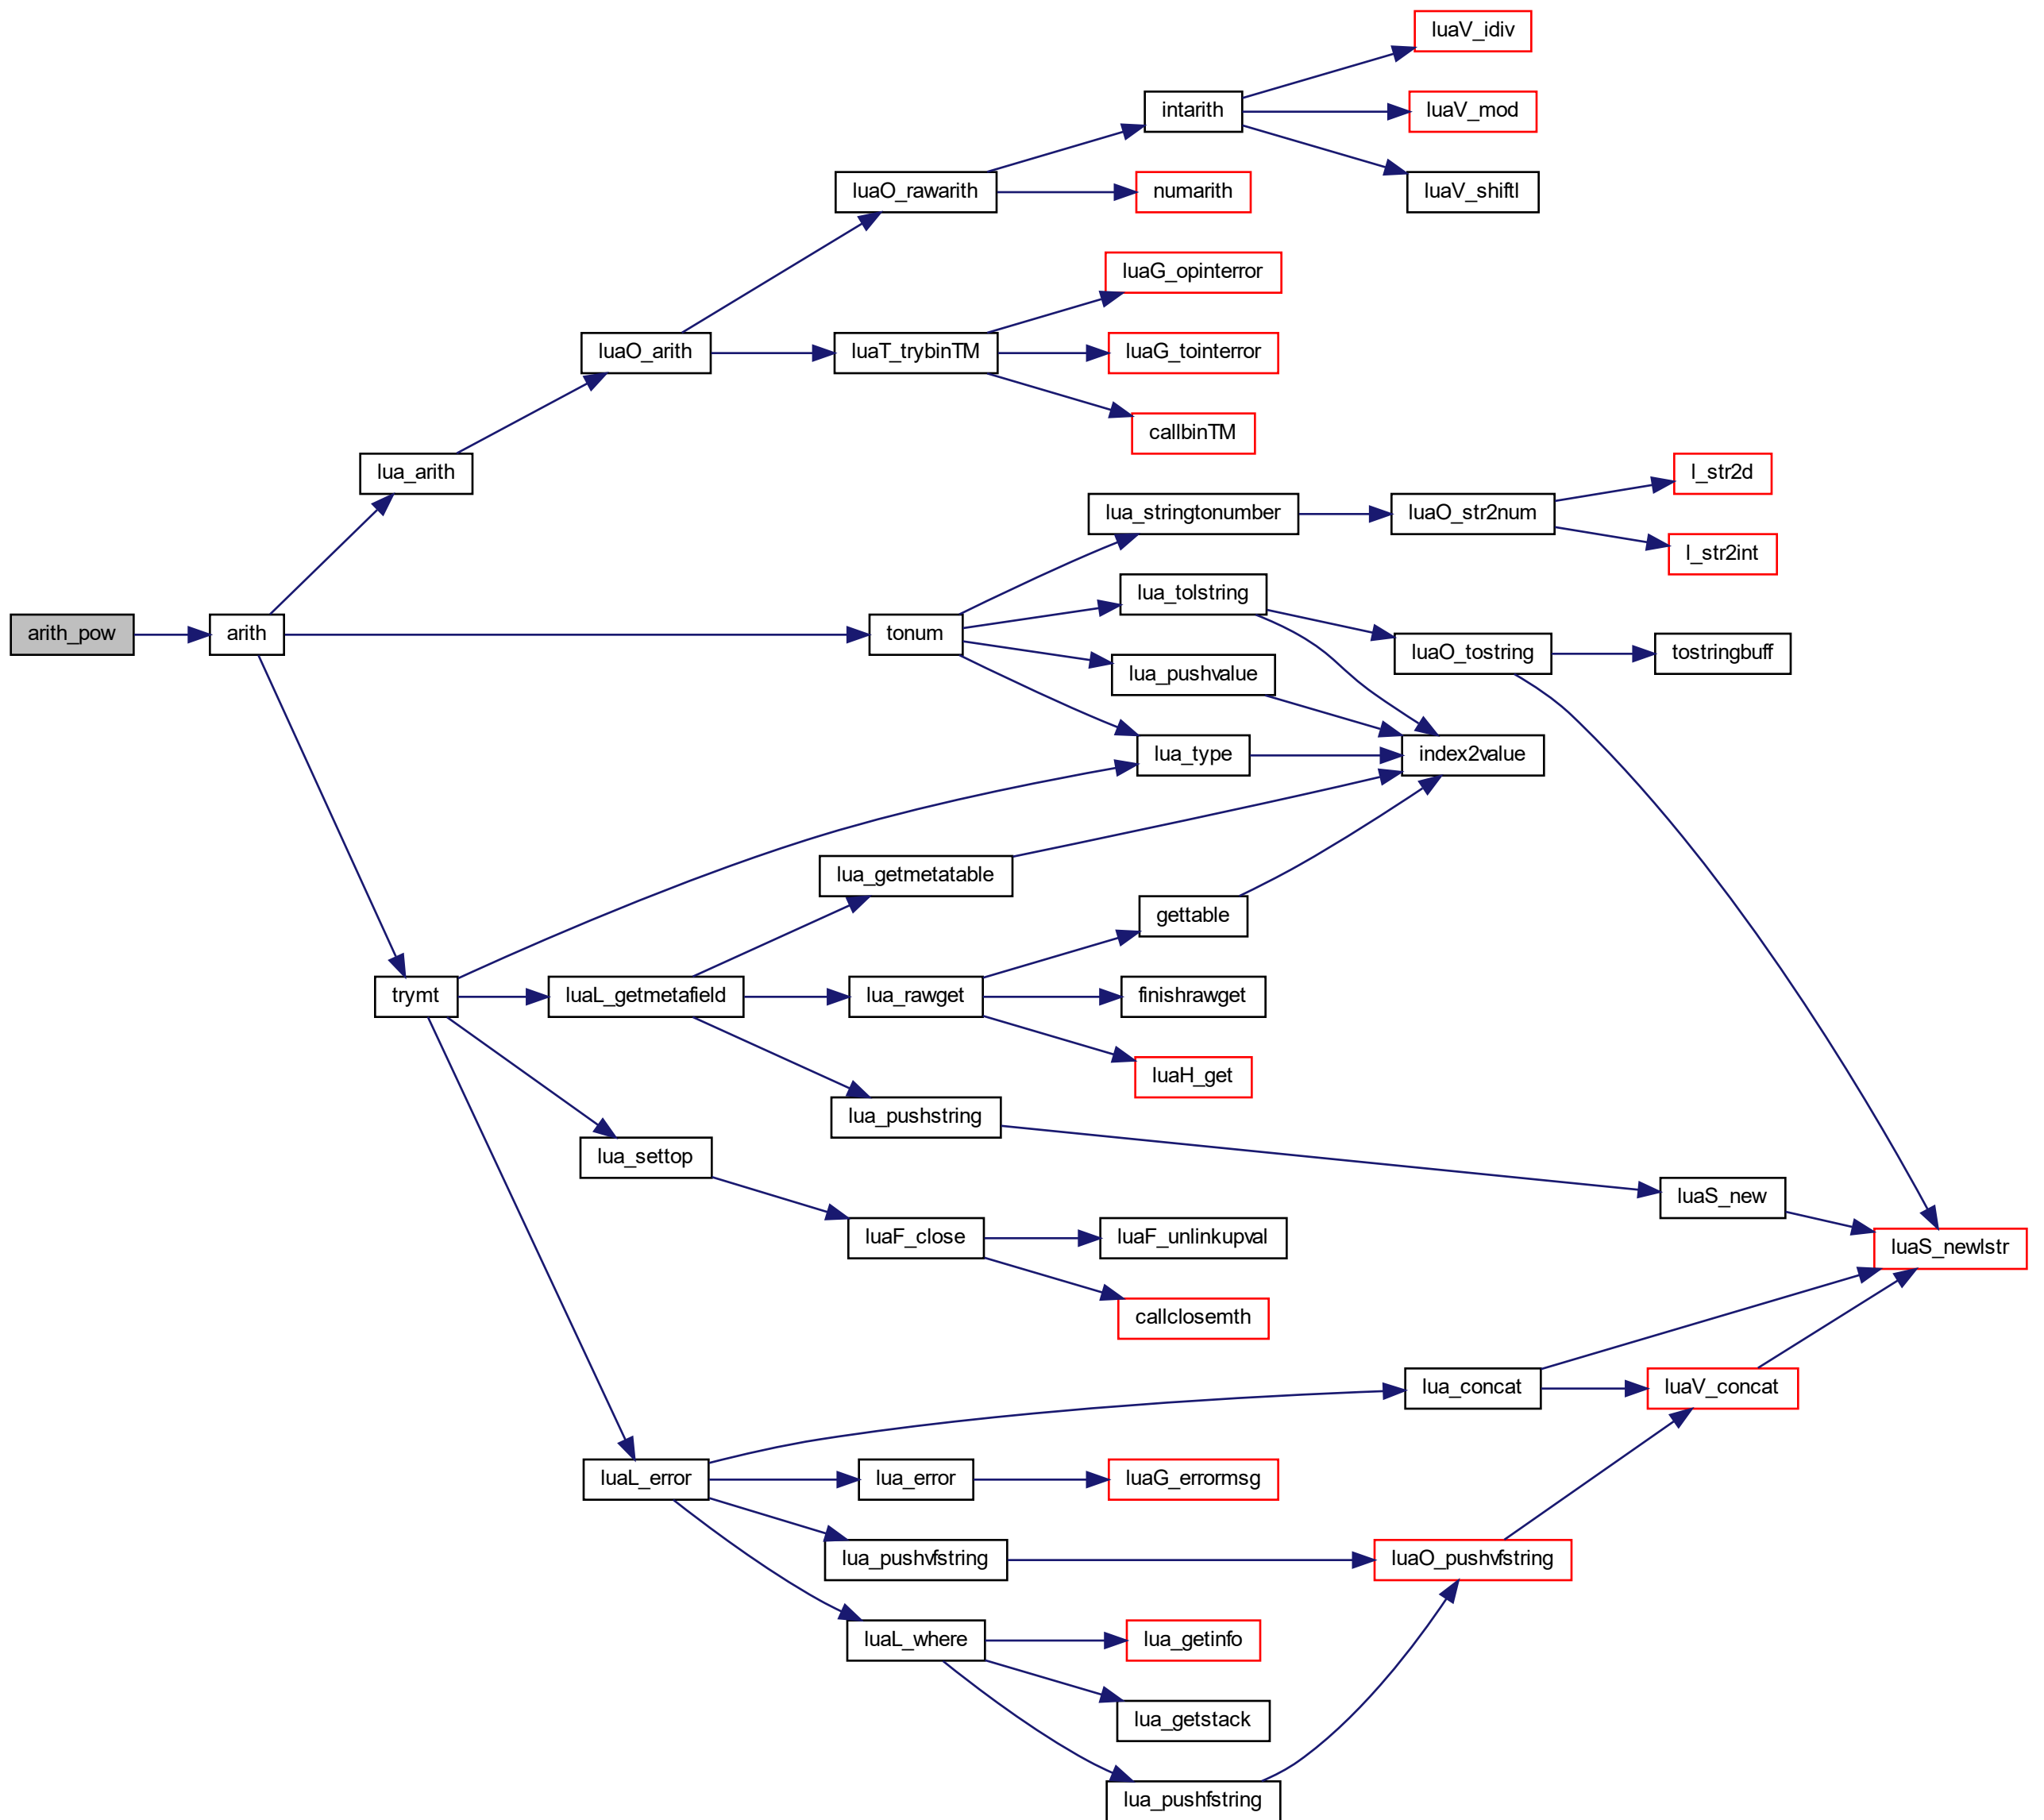 luaV_idiv
intarith
luaV_mod
luaO_rawarith
numarith
luaV_shiftl
luaG_opinterror
luaO_arith
luaT_trybinTM
luaG_tointerror
callbinTM
lua_arith
l_str2d
lua_stringtonumber
luaO_str2num
l_str2int
lua_tolstring
arith_pow
arith
tonum
luaO_tostring
tostringbuff
lua_pushvalue
lua_type
index2value
lua_getmetatable
gettable
trymt
luaL_getmetafield
lua_rawget
finishrawget
luaH_get
lua_pushstring
lua_settop
luaS_new
luaF_close
luaF_unlinkupval
luaS_newlstr
callclosemth
lua_concat
luaV_concat
luaL_error
lua_error
luaG_errormsg
lua_pushvfstring
luaO_pushvfstring
luaL_where
lua_getinfo
lua_getstack
lua_pushfstring